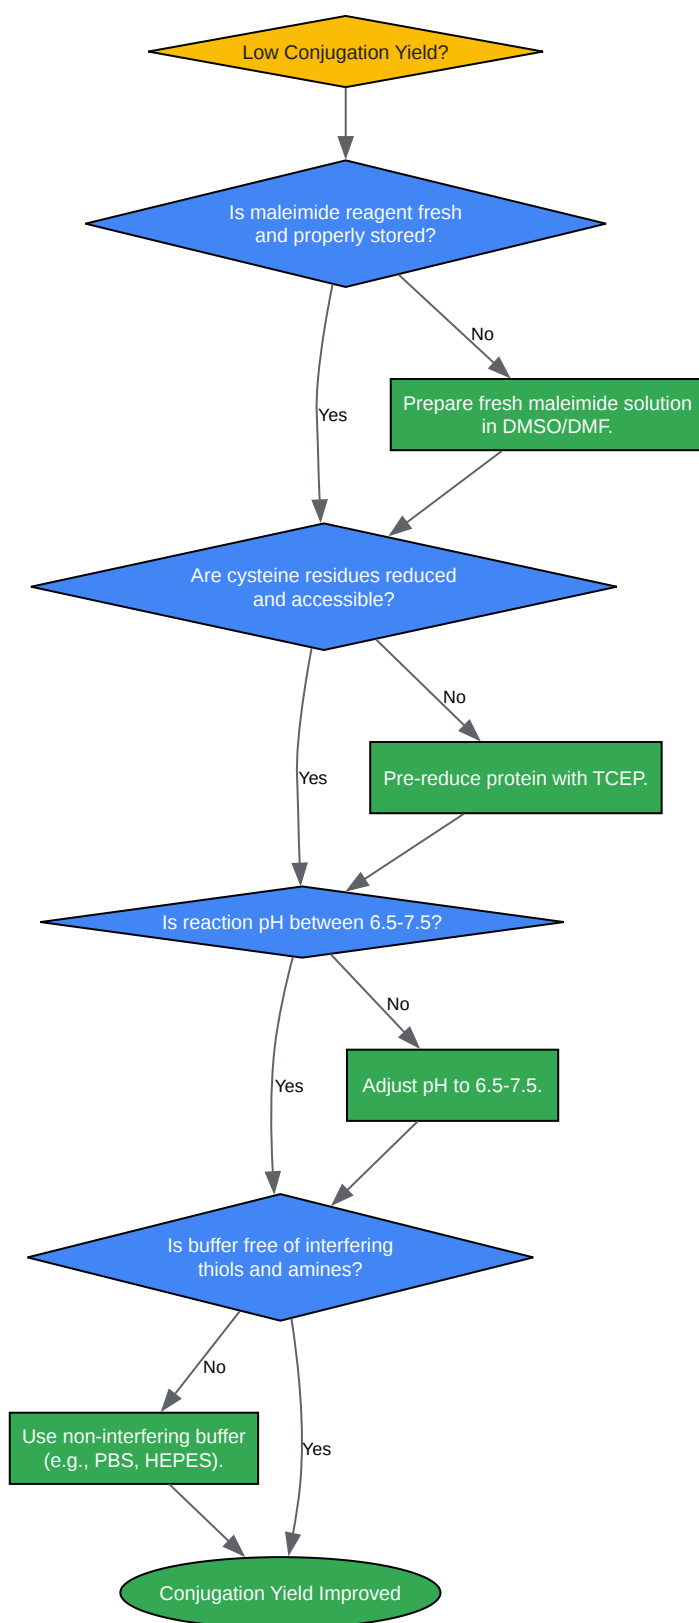 Low Conjugation Yield?
Is maleimide reagent fresh
and properly stored?
No
Prepare fresh maleimide solution
in DMSO/DMF.
Yes
Are cysteine residues reduced
and accessible?
No
Pre-reduce protein with TCEP.
Yes
Is reaction pH between 6.5-7.5?
No
Adjust pH to 6.5-7.5.
Yes
Is buffer free of interfering
thiols and amines?
No
Use non-interfering buffer
(e.g., PBS, HEPES).
Yes
Conjugation Yield Improved